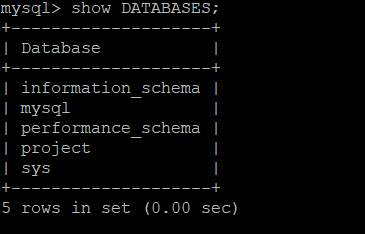 mysql> show DATABASES;
+--------------------+
| Database           |
+--------------------+
| information_schema |
| mysql              |
| performance_schema |
| project            |
| sys                |
+--------------------+
5 rows in set (0.00 sec)